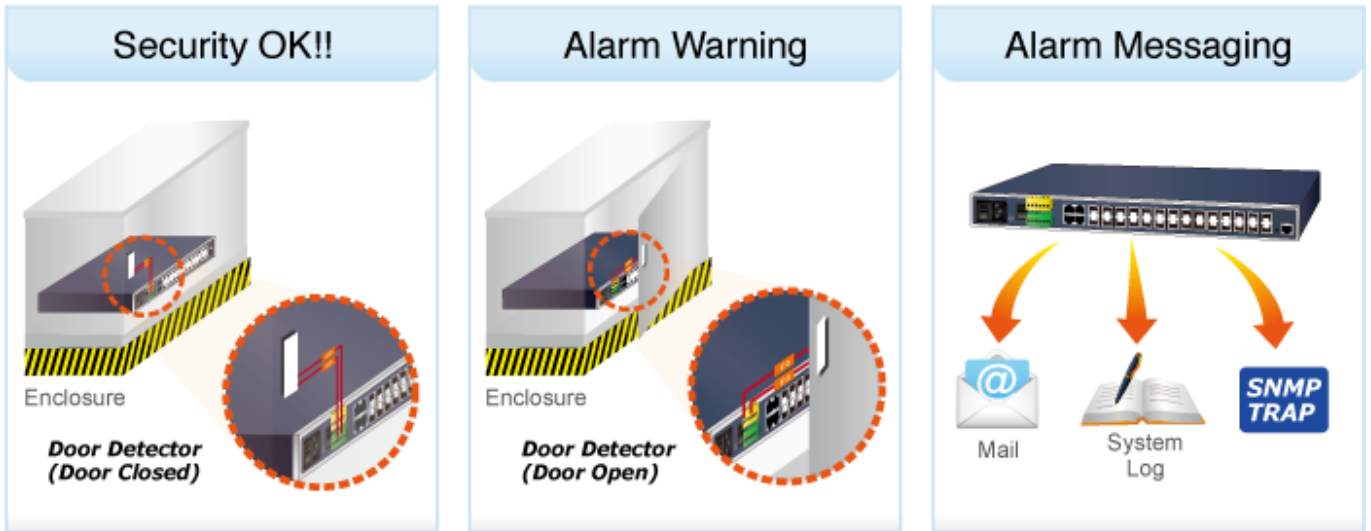 Security OK!!
Enclosure
Door Detector
(Door Closed)
Alarm Warning
Enclosure
Door Detector
(Door Open)
Alarm Messaging
@
Mail
System
Log
SNMP
TRAP